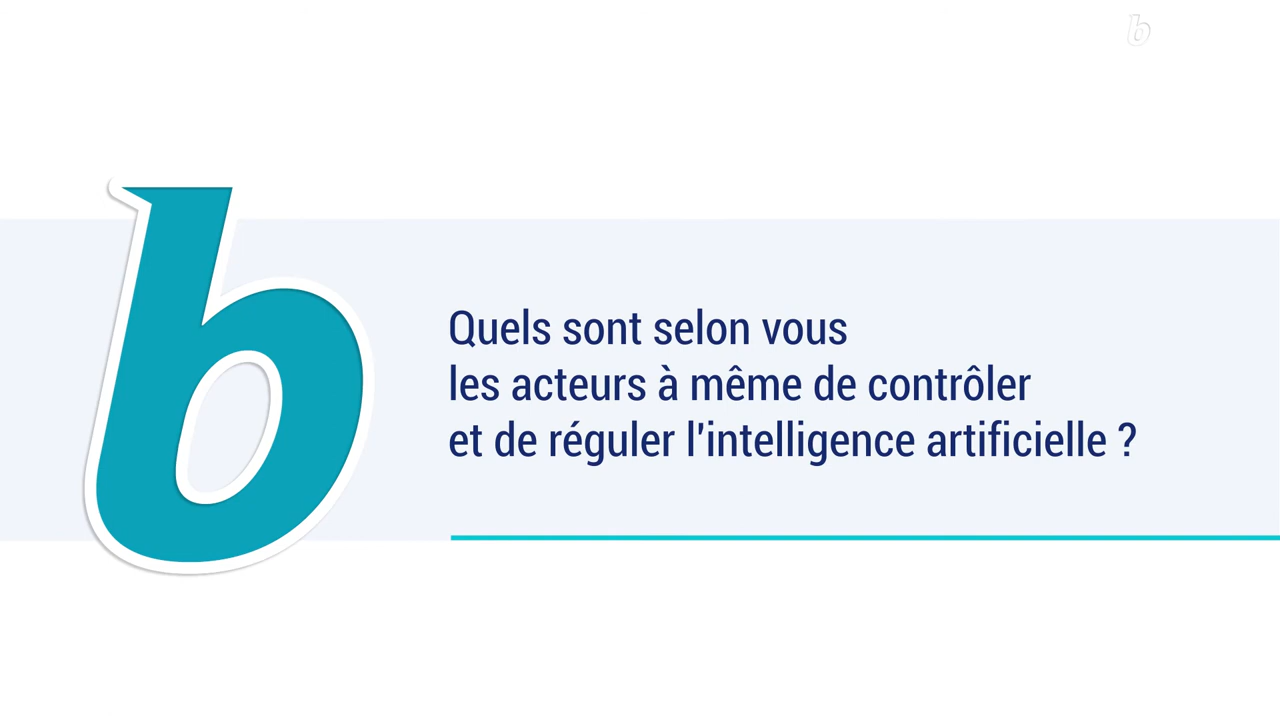 b
b
Quels sont selon vous
les acteurs à même de contrôler
et de réguler l'intelligence artificielle ?